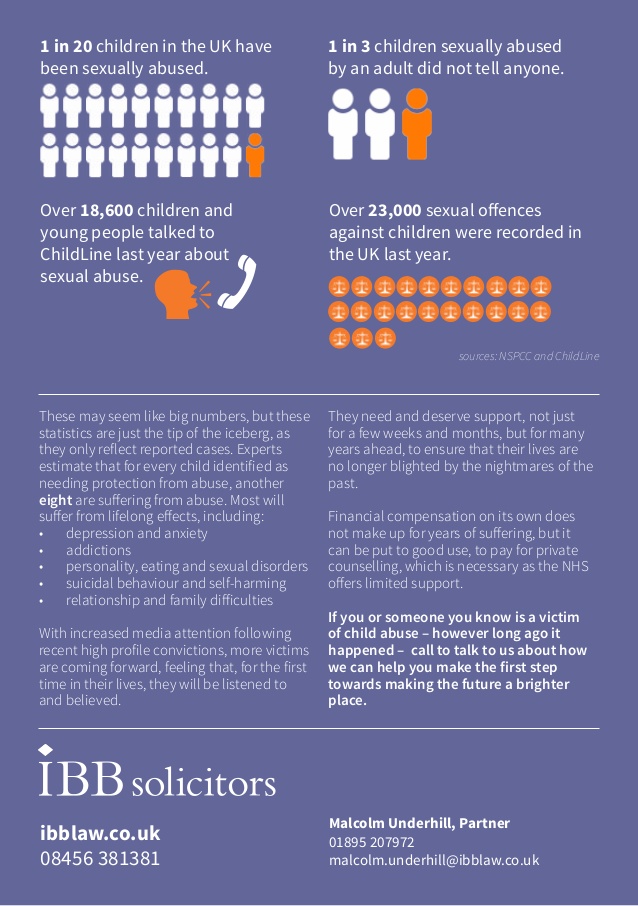 1 in 20 children in the UK have
been sexually abused.
1 in 3 children sexually abused
by an adult did not tell anyone.
Over 18,600 children and
young people talked to
ChildLine last year about
sexual abuse.
Over 23,000 sexual offences
against children were recorded in
the UK last year.
sources: NSPCC and ChildLine
These may seem like big numbers, but these
statistics are just the tip of the iceberg, as
they only reflect reported cases. Experts
estimate that for every child identified as
needing protection from abuse, another
eight are suffering from abuse. Most will
suffer from lifelong effects, including:
• depression and anxiety
• addictions
• personality, eating and sexual disorders
• suicidal behaviour and self-harming
• relationship and family difficulties
With increased media attention following
recent high profile convictions, more victims
are coming forward, feeling that, for the first
time in their lives, they will be listened to
and believed.
They need and deserve support, not just
for a few weeks and months, but for many
years ahead, to ensure that their lives are
no longer blighted by the nightmares of the
past.
Financial compensation on its own does
not make up for years of suffering, but it
can be put to good use, to pay for private
counselling, which is necessary as the NHS
offers limited support.
If you or someone you know is a victim
of child abuse – however long ago it
happened – call to talk to us about how
we can help you make the first step
towards making the future a brighter
place.
IBB solicitors
ibblaw.co.uk
08456 381381
Malcolm Underhill, Partner
01895 207972
malcolm.underhill@ibblaw.co.uk